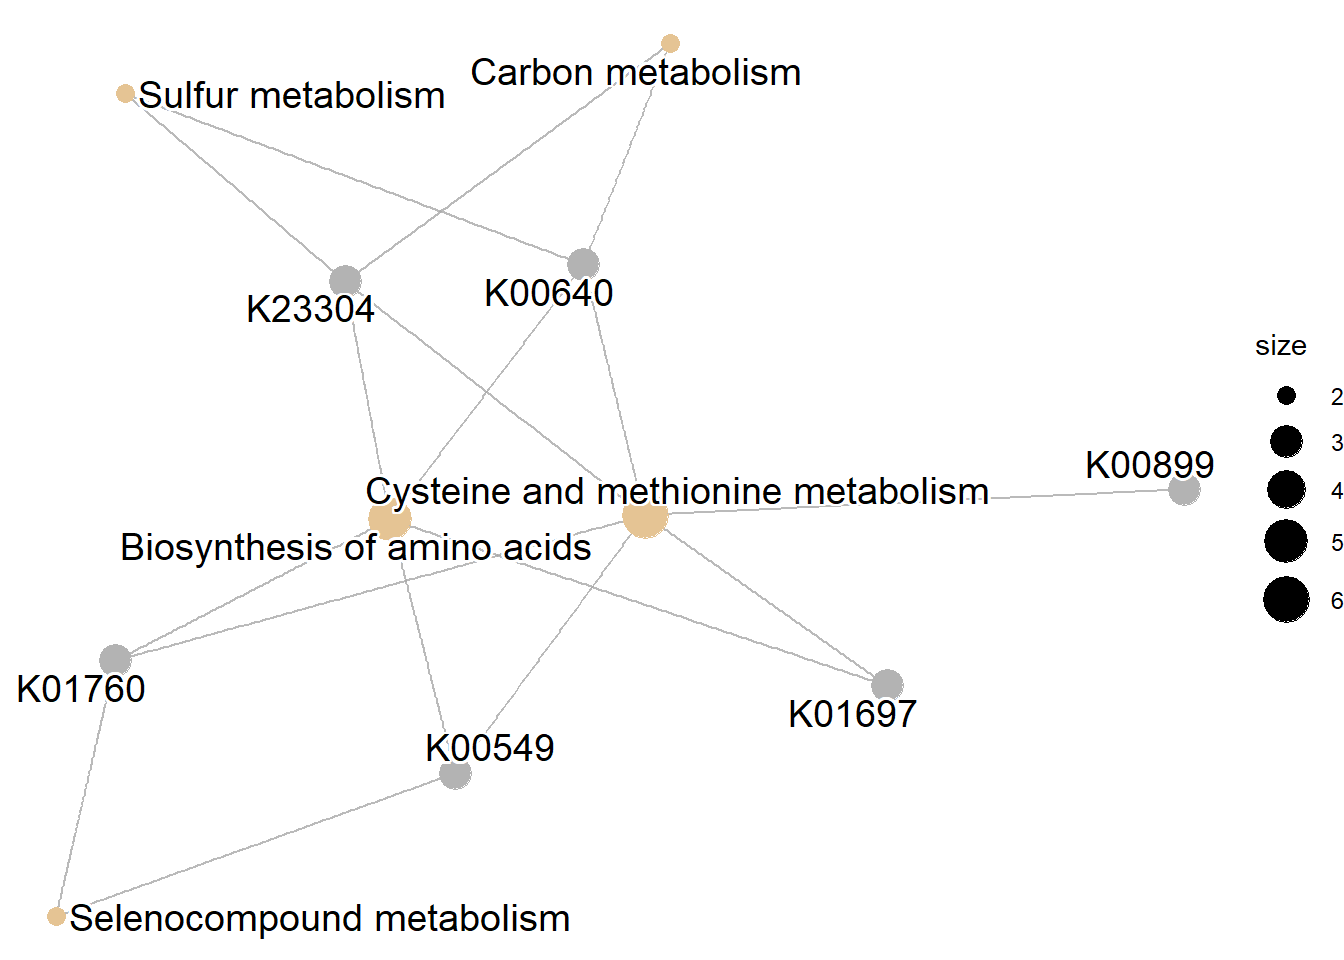 Carbon metabolism
Sulfur metabolism
K23304
K00640
size
2
3
4
5
6
K00899
Cysteine and methionine metabolism
Biosynthesis of amino acids
K01760
K01697
K00549
Selenocompound metabolism